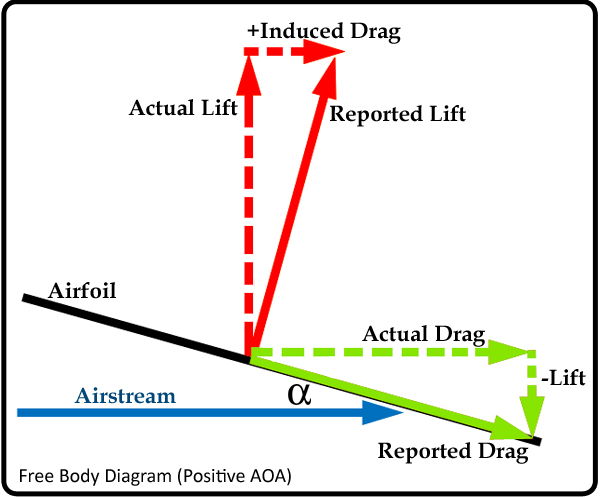 +Induced Drag
Actual Lift
Reported Lift
Airfoil
Actual Drag
-Lift
α
Airstream
Reported Drag
Free Body Diagram (Positive AOA)